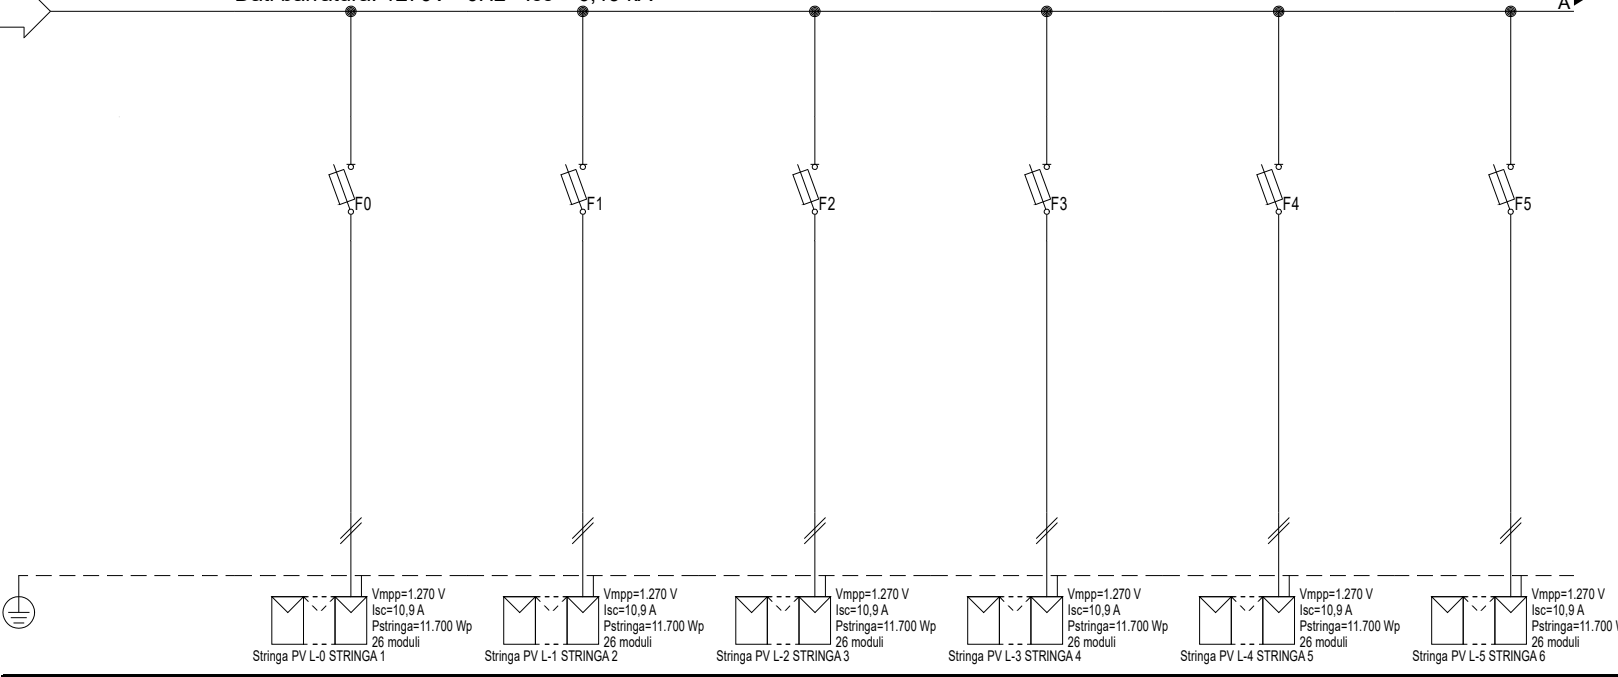 A
F0
F1
F2
F3
F4
F5
Vmpp=1.270 V
Isc=10,9 A
Pstringa=11.700 Wp
26 moduli
Stringa PV L-0 STRINGA 1
Vmpp=1.270 V
Isc=10,9 A
Pstringa=11.700 Wp
26 moduli
Stringa PV L-1 STRINGA 2
Vmpp=1.270 V
Isc=10,9 A
Pstringa=11.700 Wp
26 moduli
Stringa PV L-2 STRINGA 3
Vmpp=1.270 V
Isc=10,9 A
Pstringa=11.700 Wp
26 moduli
Stringa PV L-3 STRINGA 4
Vmpp=1.270 V
Isc=10,9 A
Pstringa=11.700 Wp
26 moduli
Stringa PV L-4 STRINGA 5
Vmpp=1.270 V
Isc=10,9 A
Pstringa=11.700
26 moduli
Stringa PV L-5 STRINGA 6